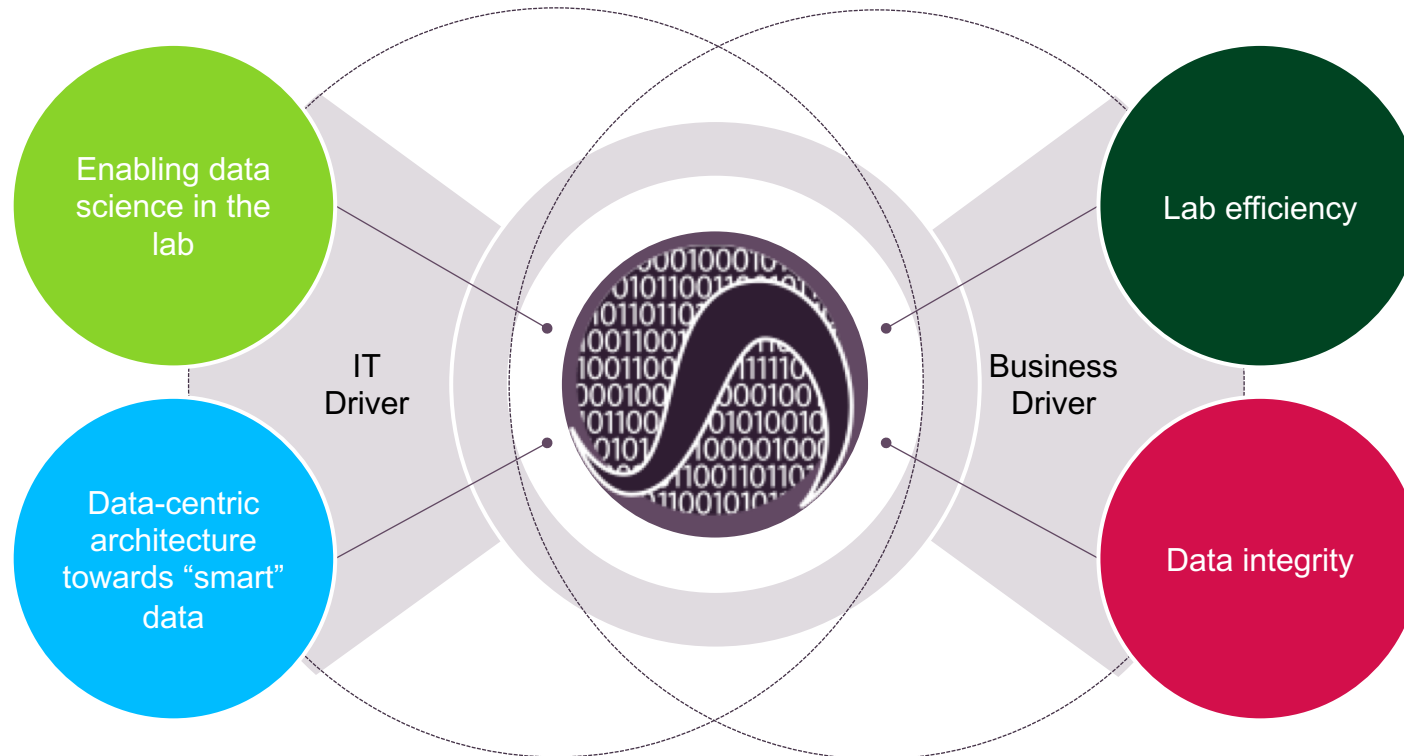 Enabling data
science in the
lab
Data-centric
architecture
towards “smart”
data
IT
Driver
Business
Driver
Lab efficiency
Data integrity